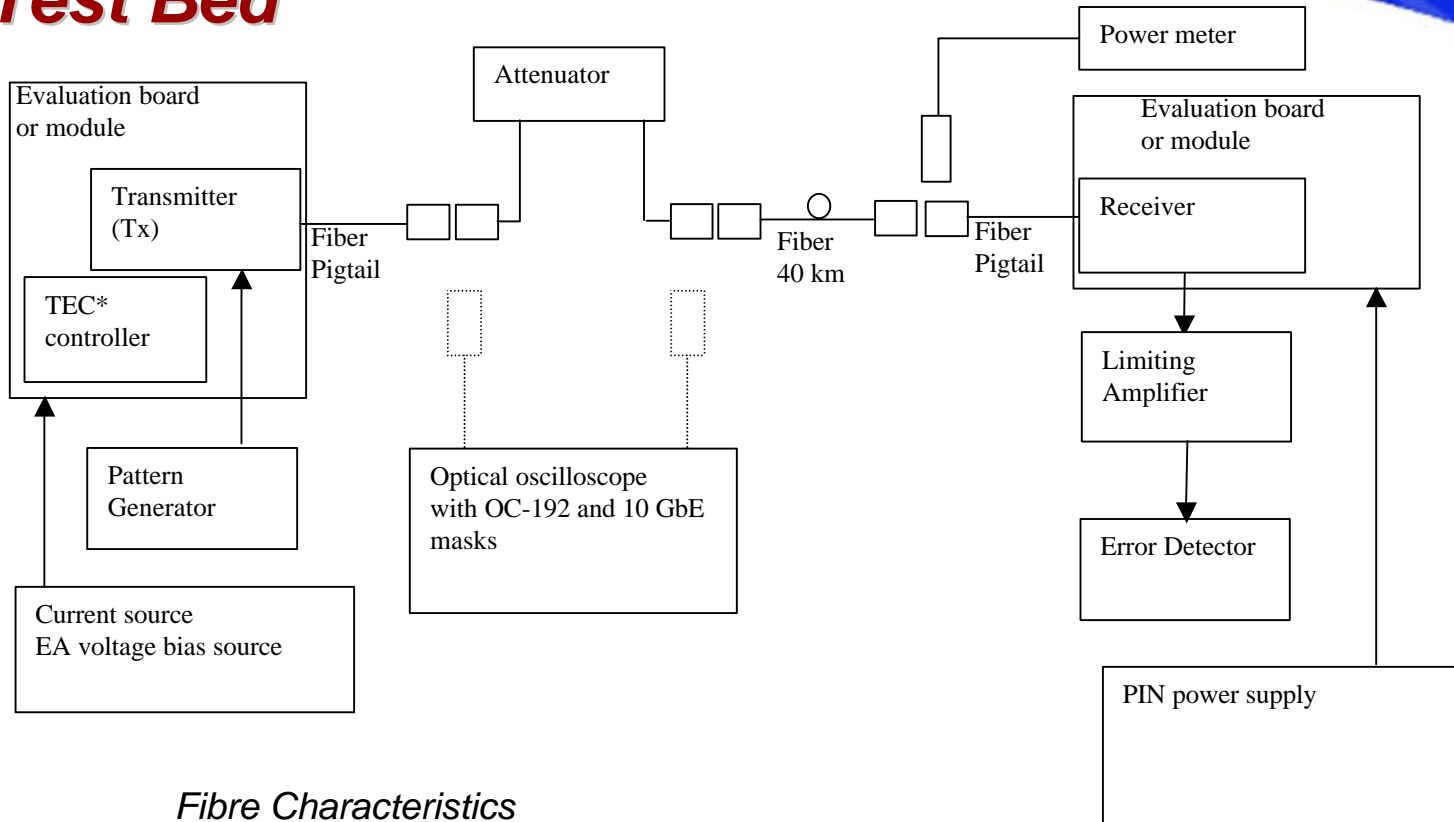 Test Bed
Power meter
Attenuator
Evaluation board
or module
Evaluation board
or module
Transmitter
(Tx)
Receiver
Fiber
Pigtail
Fiber
40 km
Fiber
Pigtail
TEC*
controller
Limiting
Amplifier
Pattern
Generator
Optical oscilloscope
with OC-192 and 10 GbE
masks
Error Detector
Current source
EA voltage bias source
PIN power supply
Fibre Characteristics